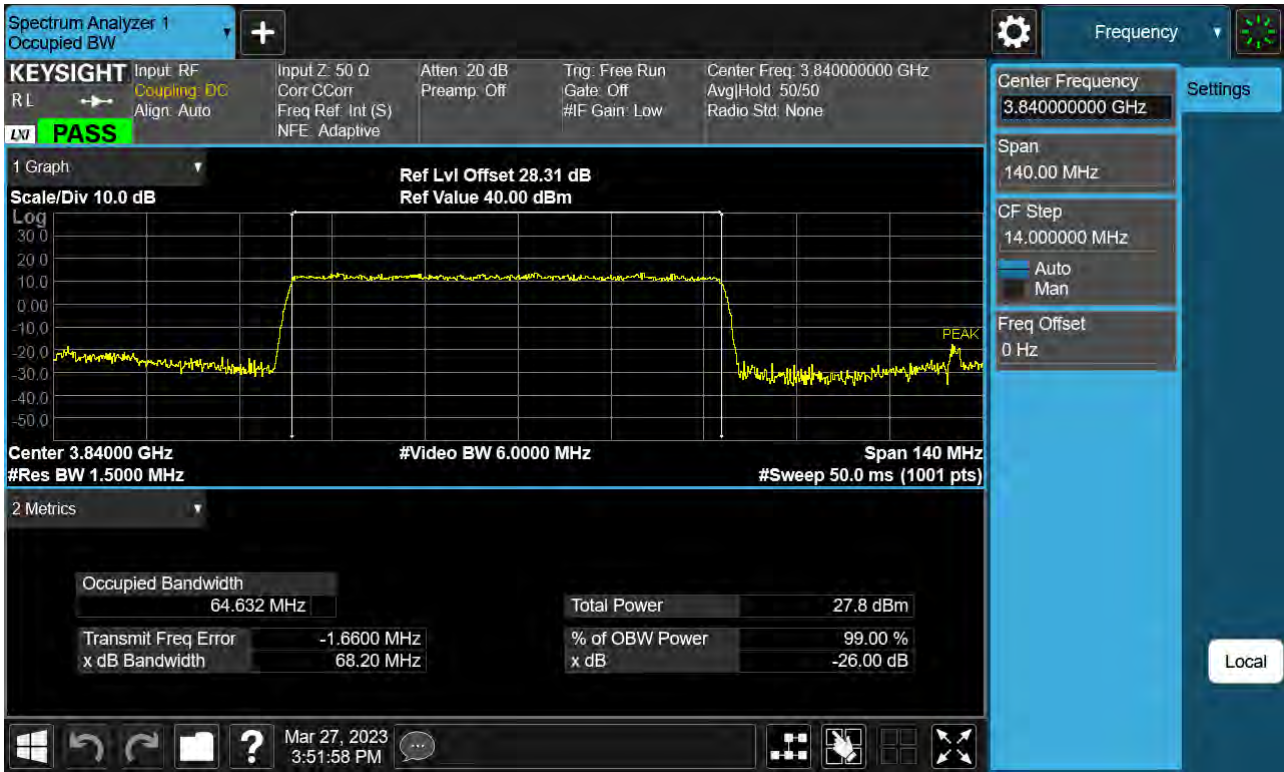 Spectrum Analyzer 1
Occupied BW
+
Frequency
KEYSIGHT
RL
LXI
PASS
Input: RF
Coupling: DC
Align: Auto
Input Z: 50 Ω
Corr CCorr
Freq Ref: Int (S)
NFE: Adaptive
Atten: 20 dB
Preamp: Off
Trig: Free Run
Gate: Off
#IF Gain: Low
Center Freq: 3.840000000 GHz
Avg|Hold: 50/50
Radio Std: None
Center Frequency
3.840000000 GHz
Settings
Span
140.00 MHz
CF Step
14.000000 MHz
Auto
Man
Freq Offset
0 Hz
Local
1 Graph
Scale/Div 10.0 dB
Ref Lvl Offset 28.31 dB
Ref Value 40.00 dBm
Log
30.0
20.0
10.0
0.00
-10.0
-20.0
-30.0
-40.0
-50.0
PEAK
Center 3.84000 GHz
#Video BW 6.0000 MHz
Span 140 MHz
#Res BW 1.5000 MHz
#Sweep 50.0 ms (1001 pts)
2 Metrics
Occupied Bandwidth
64.632 MHz
Total Power 27.8 dBm
Transmit Freq Error -1.6600 MHz
% of OBW Power 99.00 %
x dB Bandwidth 68.20 MHz
x dB -26.00 dB
?
Mar 27, 2023
3:51:58 PM